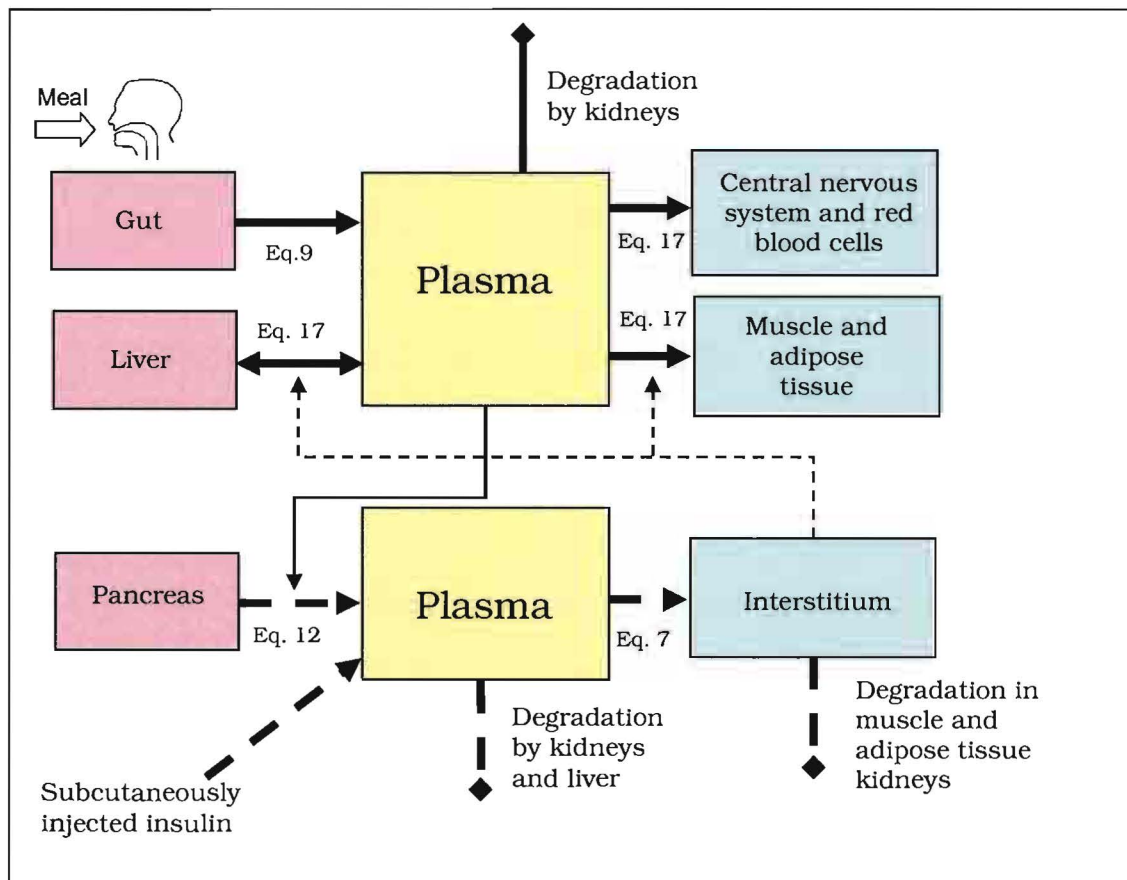 Meal
Degradation
by kidneys
Gut
Eq.9
Plasma
Eq. 17
Central nervous
system and red
blood cells
Liver
Eq. 17
Eq. 17
Muscle and
adipose
tissue
Pancreas
Eq. 12
Plasma
Eq. 7
Interstitium
Subcutaneously
injected insulin
Degradation
by kidneys
and liver
Degradation in
muscle and
adipose tissue
kidneys